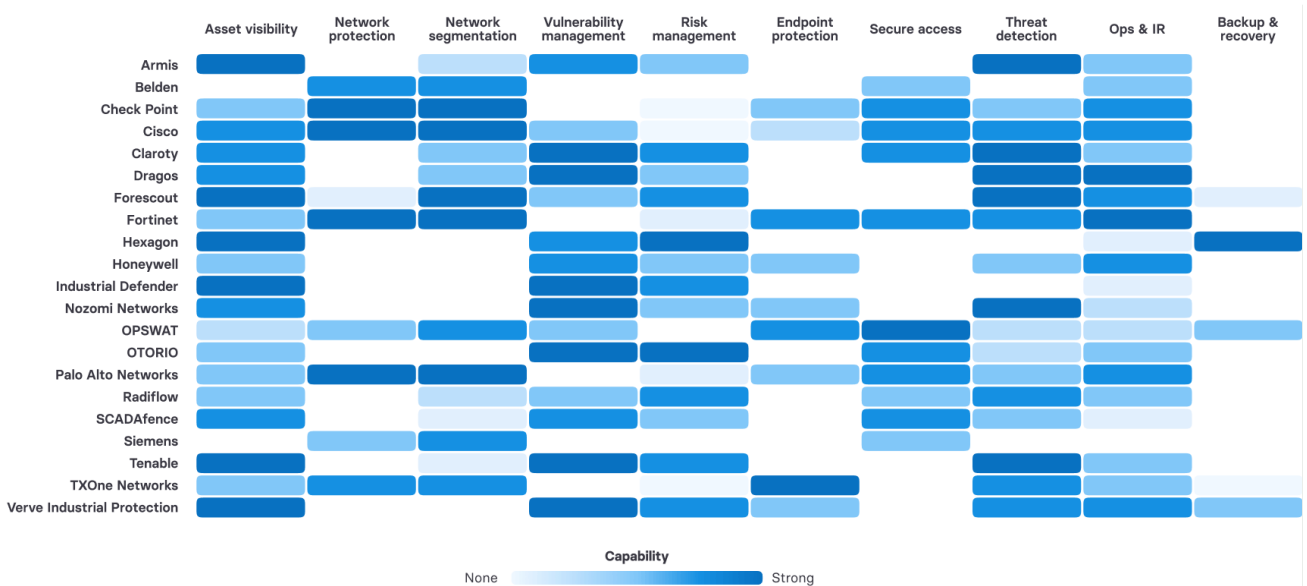 Asset visibility
Network
protection
Network
segmentation
Vulnerability
management
Risk
management
Endpoint
protection
Secure access
Threat
detection
Ops & IR
Backup &
recovery
Armis
Belden
Check Point
Cisco
Claroty
Dragos
Forescout
Fortinet
Hexagon
Honeywell
Industrial Defender
Nozomi Networks
OPSWAT
OTORIO
Palo Alto Networks
Radiflow
SCADAfence
Siemens
Tenable
TXOne Networks
Verve Industrial Protection
Capability
None
Strong